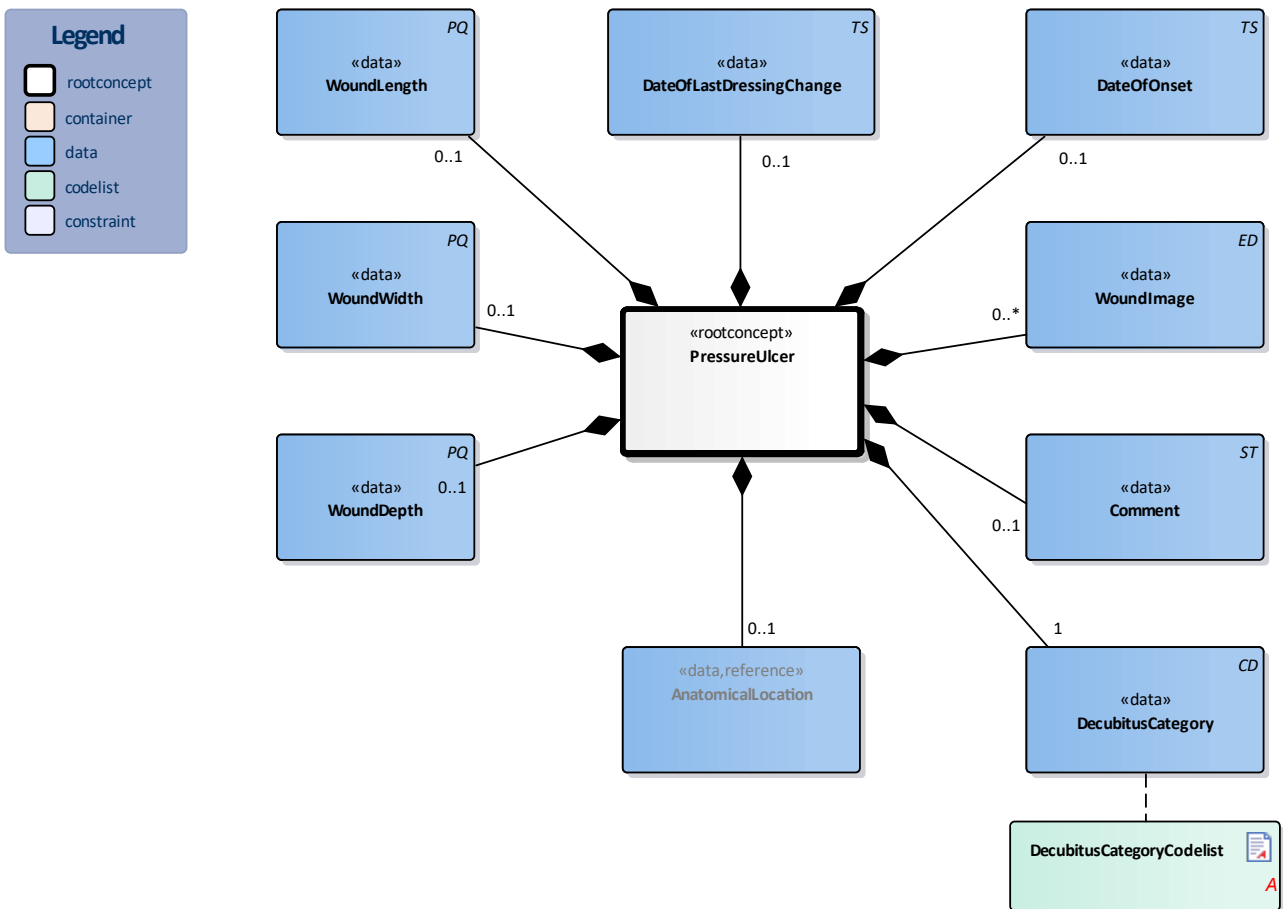 Legend
rootconcept
container
data
codelist
constraint
PQ
«data»
WoundLength
0..1
TS
«data»
DateOfLastDressingChange
0..1
TS
«data»
DateOfOnset
0..1
PQ
«data»
WoundWidth
0..1
«rootconcept»
PressureUlcer
ED
«data»
WoundImage
0..*
PQ
«data»
WoundDepth
0..1
ST
«data»
Comment
0..1
0..1
«data,reference»
AnatomicalLocation
1
CD
«data»
DecubitusCategory
DecubitusCategoryCodelist
A